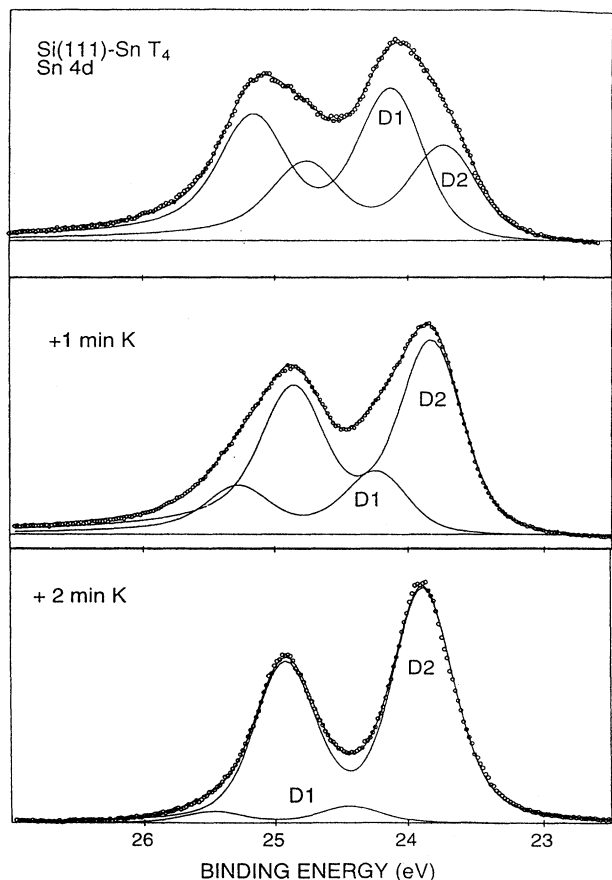 Si(111)-Sn T₄
Sn 4d
D1
D2
+1 min K
D2
D1
+ 2 min K
D2
D1
26 25 24 23
BINDING ENERGY (eV)